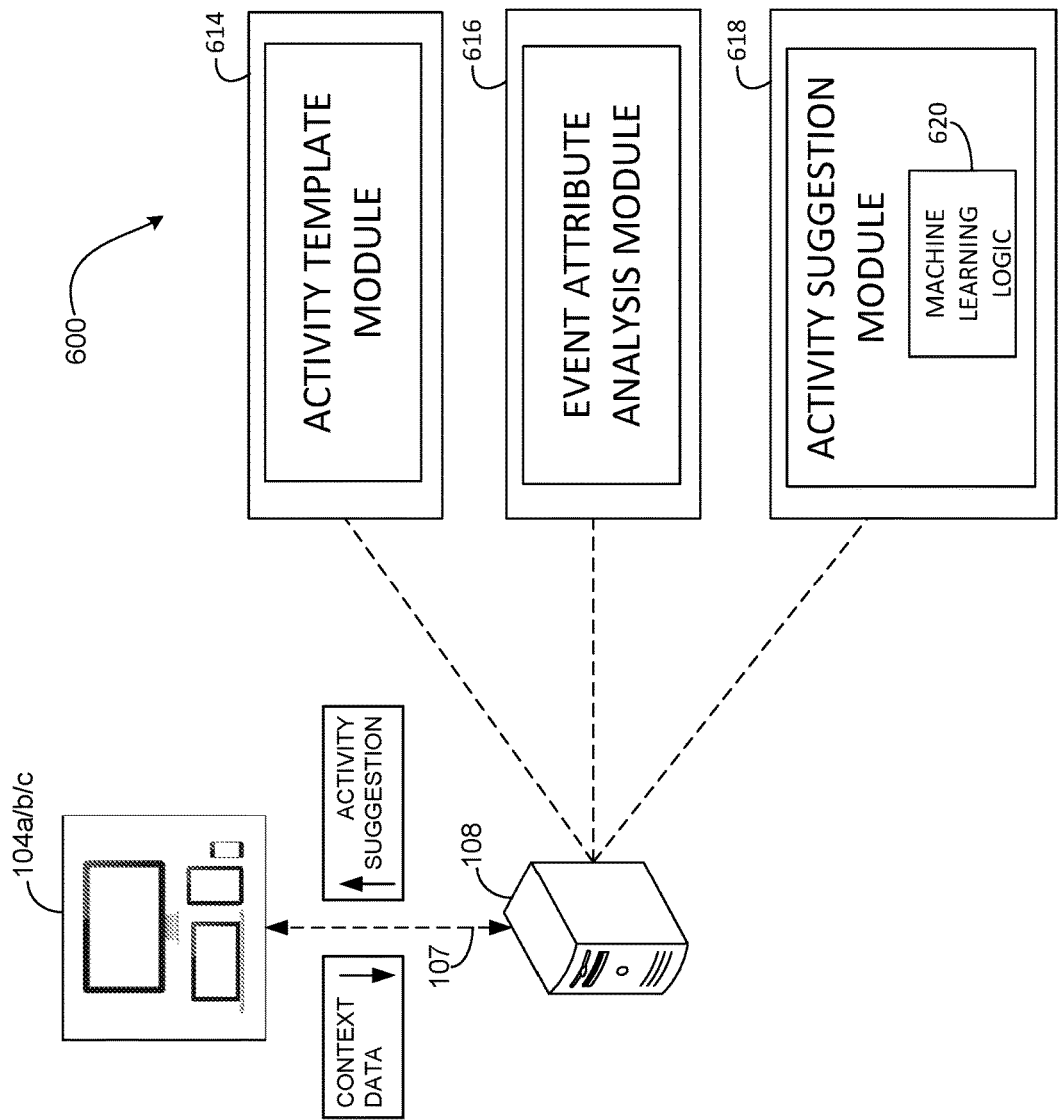 600
104a/b/c
CONTEXT
DATA
ACTIVITY
SUGGESTION
107
108
614
ACTIVITY TEMPLATE
MODULE
616
EVENT ATTRIBUTE
ANALYSIS MODULE
618
ACTIVITY SUGGESTION
MODULE
620
MACHINE
LEARNING
LOGIC